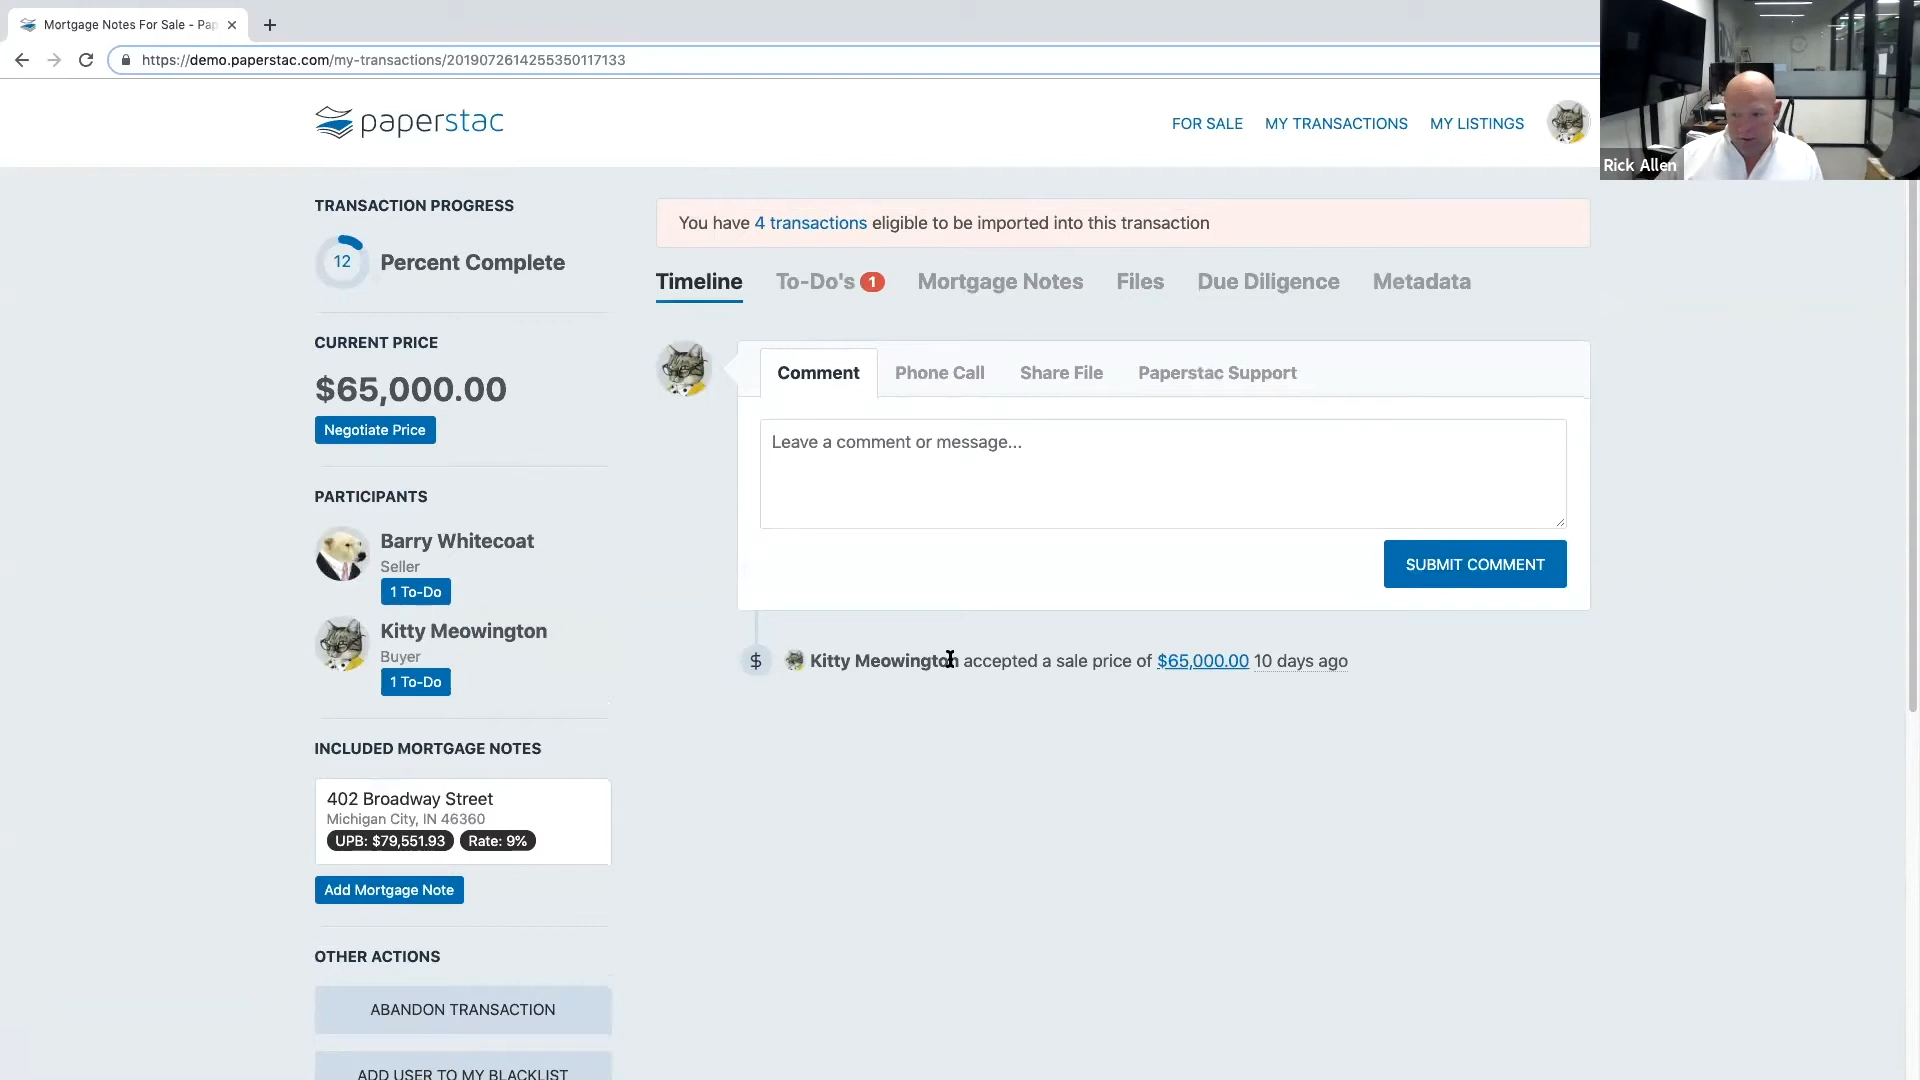 Mortgage Notes For Sale - Pap
https://demo.paperstac.com/my-transactions/2019072614255350117133
paperstac
FOR SALE
MY TRANSACTIONS
MY LISTINGS
Rick Allen
TRANSACTION PROGRESS
12
Percent Complete
CURRENT PRICE
$65,000.00
Negotiate Price
PARTICIPANTS
Barry Whitecoat
Seller
1 To-Do
Kitty Meowington
Buyer
1 To-Do
INCLUDED MORTGAGE NOTES
402 Broadway Street
Michigan City, IN 46360
UPB: $79,551.93
Rate: 9%
Add Mortgage Note
OTHER ACTIONS
ABANDON TRANSACTION
ADD USER TO MY BLACKLIST
You have 4 transactions eligible to be imported into this transaction
Timeline
To-Do's 1
Mortgage Notes
Files
Due Diligence
Metadata
Comment
Phone Call
Share File
Paperstac Support
Leave a comment or message...
SUBMIT COMMENT
$
Kitty Meowington accepted a sale price of $65,000.00 10 days ago